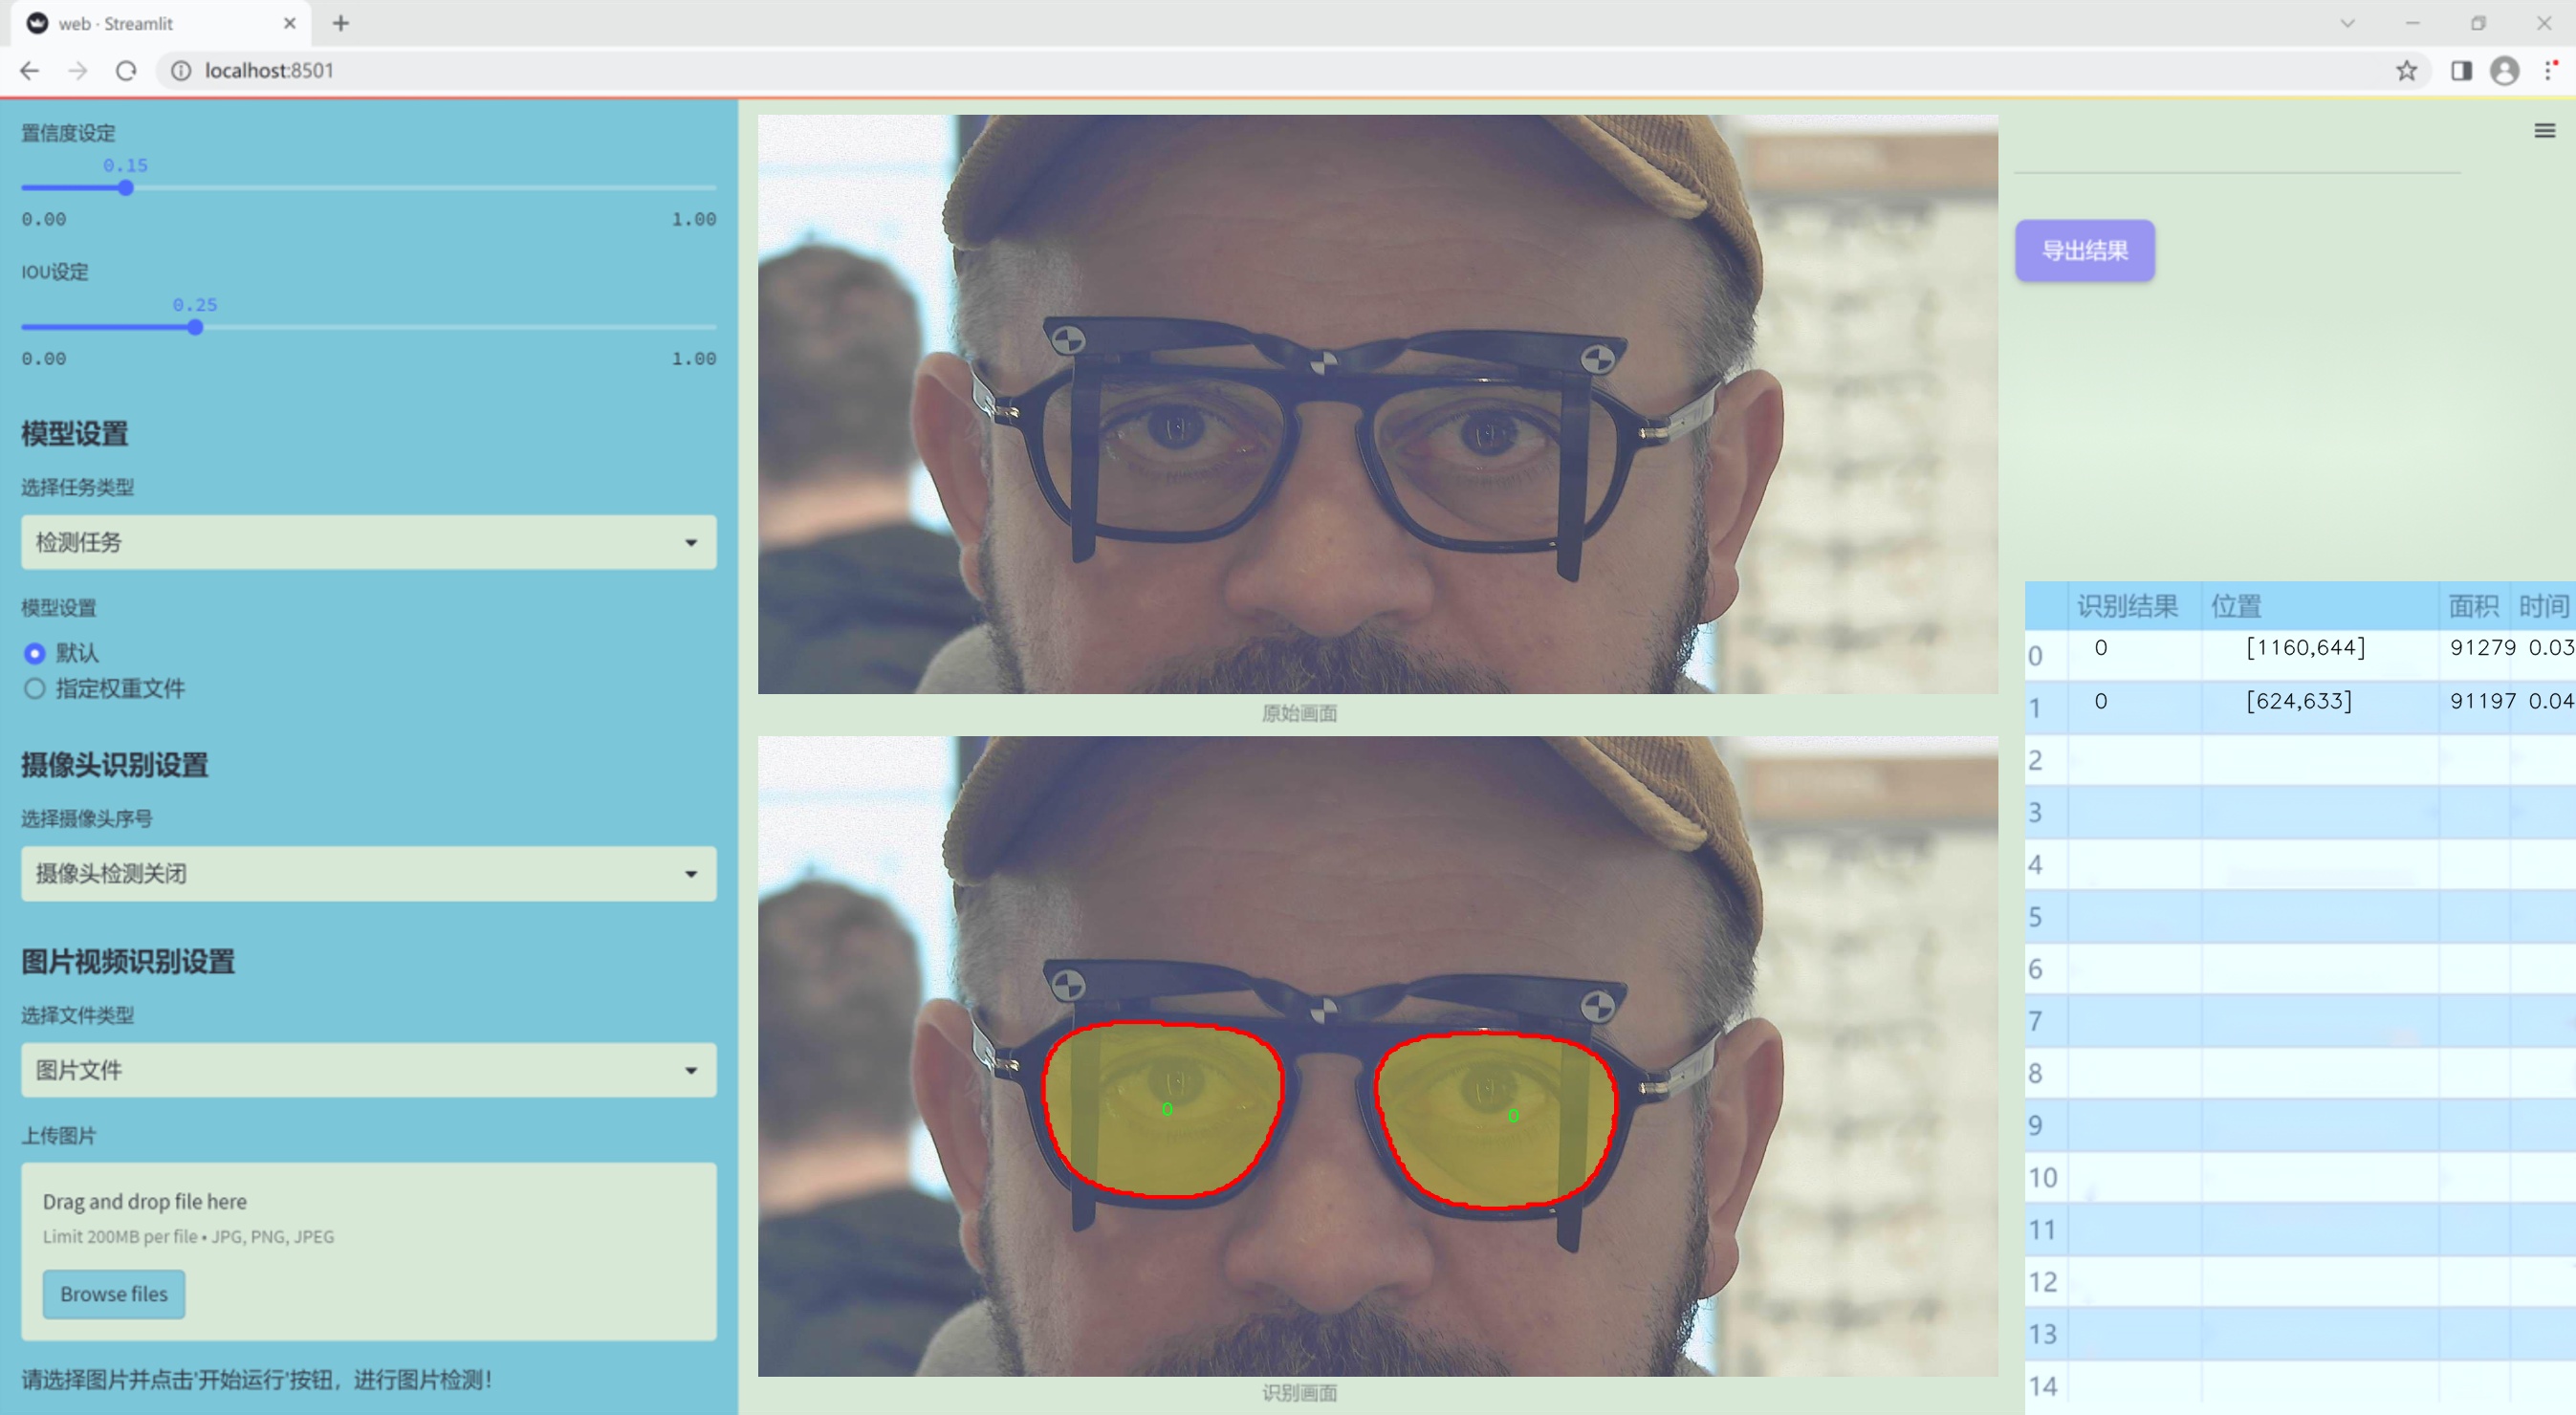 web · Streamlit
localhost:8501
置信度设定
0.15
0.00 1.00
IOU设定
0.25
0.00 1.00
模型设置
选择任务类型
检测任务
模型设置
默认
指定权重文件
摄像头识别设置
选择摄像头序号
摄像头检测关闭
图片视频识别设置
选择文件类型
图片文件
上传图片
Drag and drop file here
Limit 200MB per file • JPG, PNG, JPEG
Browse files
请选择图片并点击'开始运行'按钮，进行图片检测！
原始画面
0 0
识别画面
导出结果
识别结果 位置 面积 时间
0 0 [1160,644] 91279 0.03
1 0 [624,633] 91197 0.04
2
3
4
5
6
7
8
9
10
11
12
13
14